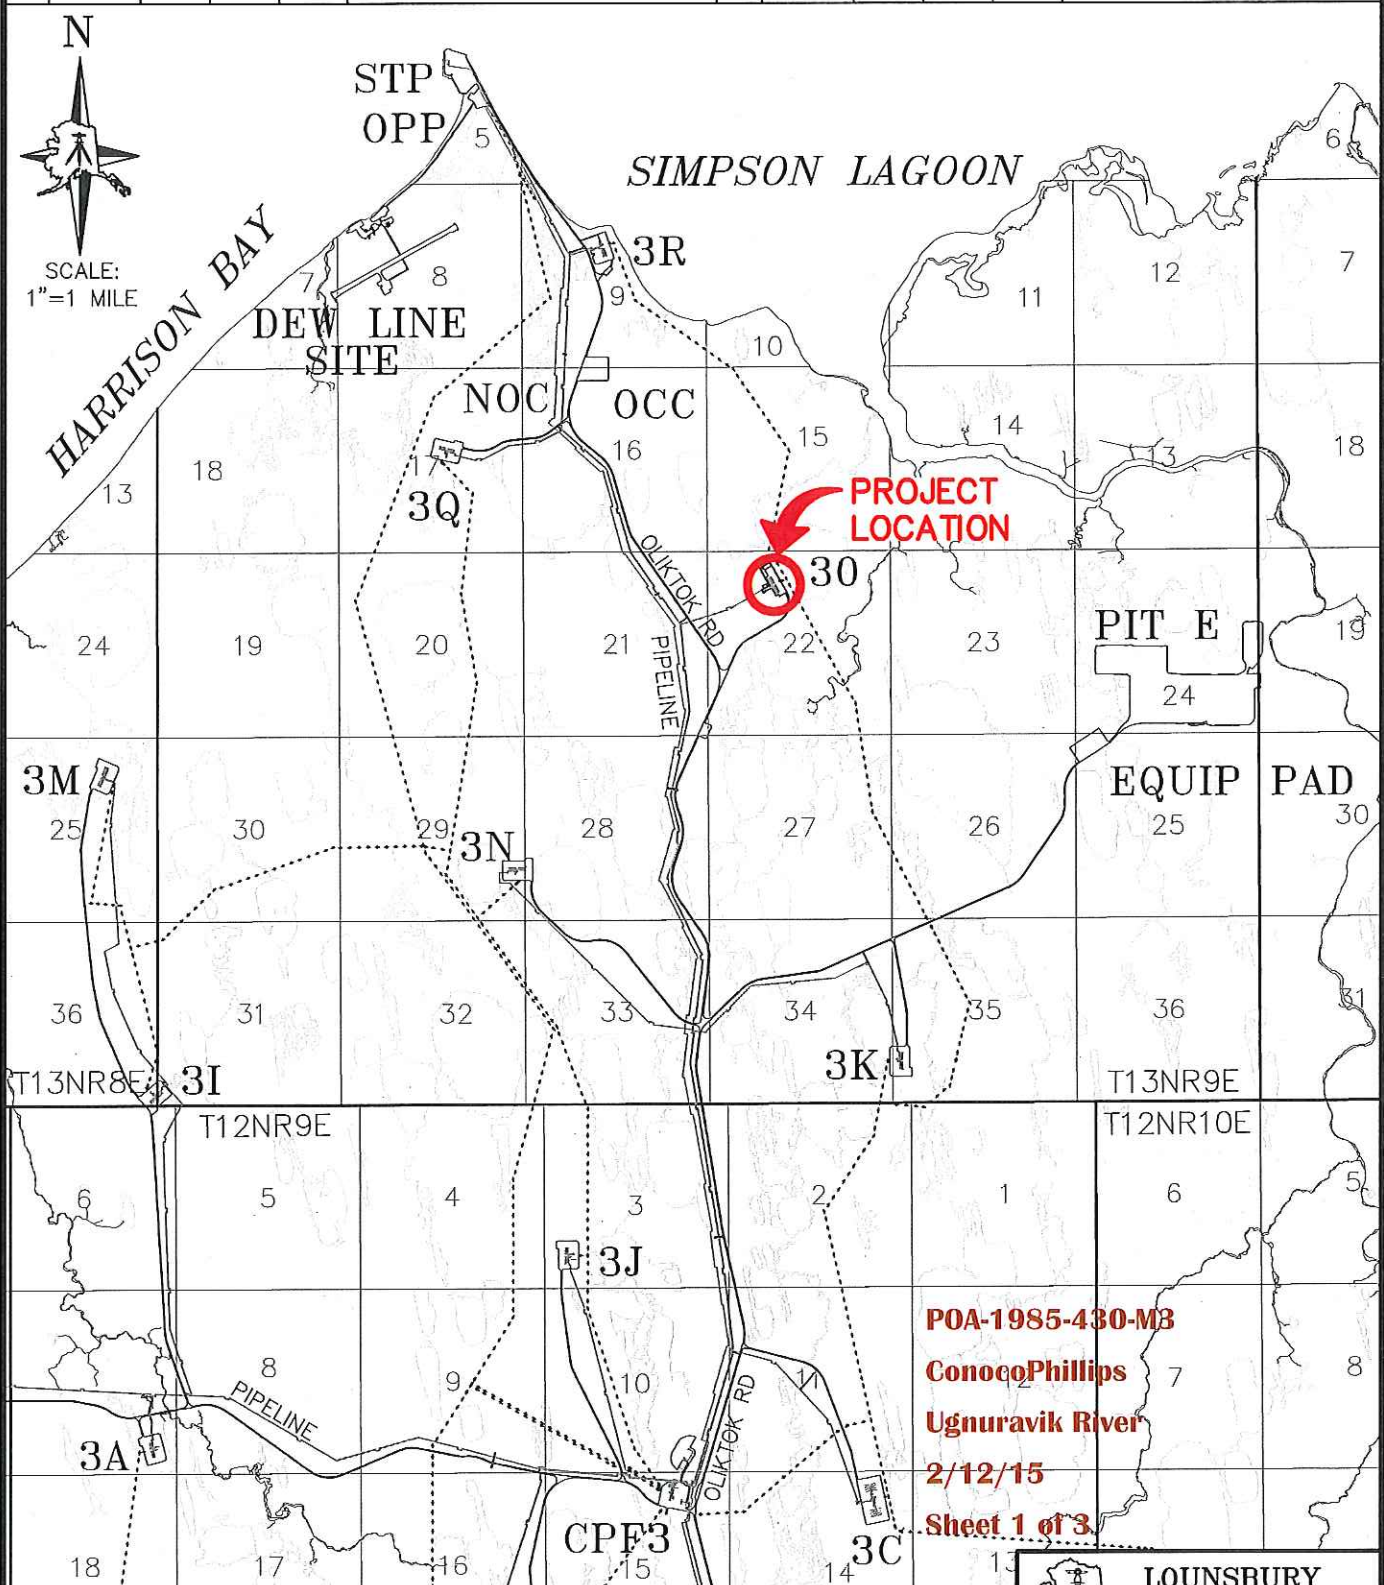 N
SCALE:
1"=1 MILE
STP
OPP
5
SIMPSON LAGOON
6
HARRISON BAY
7
8
3R
9
11
12
7
DEW LINE
SITE
10
NOC
OCC
16
15
14
13
18
17
18
13
3Q
PROJECT
LOCATION
OLIKTOK RD
30
PIPELINE
24
19
20
21
22
23
PIT E
24
19
3M
25
30
29
3N
28
27
26
EQUIP PAD
25
30
36
31
32
33
34
35
36
31
3K
T13NR8E
3I
T13NR9E
T12NR9E
T12NR10E
6
5
4
3
2
1
6
5
3J
8
9
10
11
12
7
8
PIPELINE
OLIKTOK RD
3A
CPF3
3C
18
17
16
15
14
13
POA-1985-430-M3
ConocoPhillips
Ugnuravik River
2/12/15
Sheet 1 of 3
LOUNSBURY